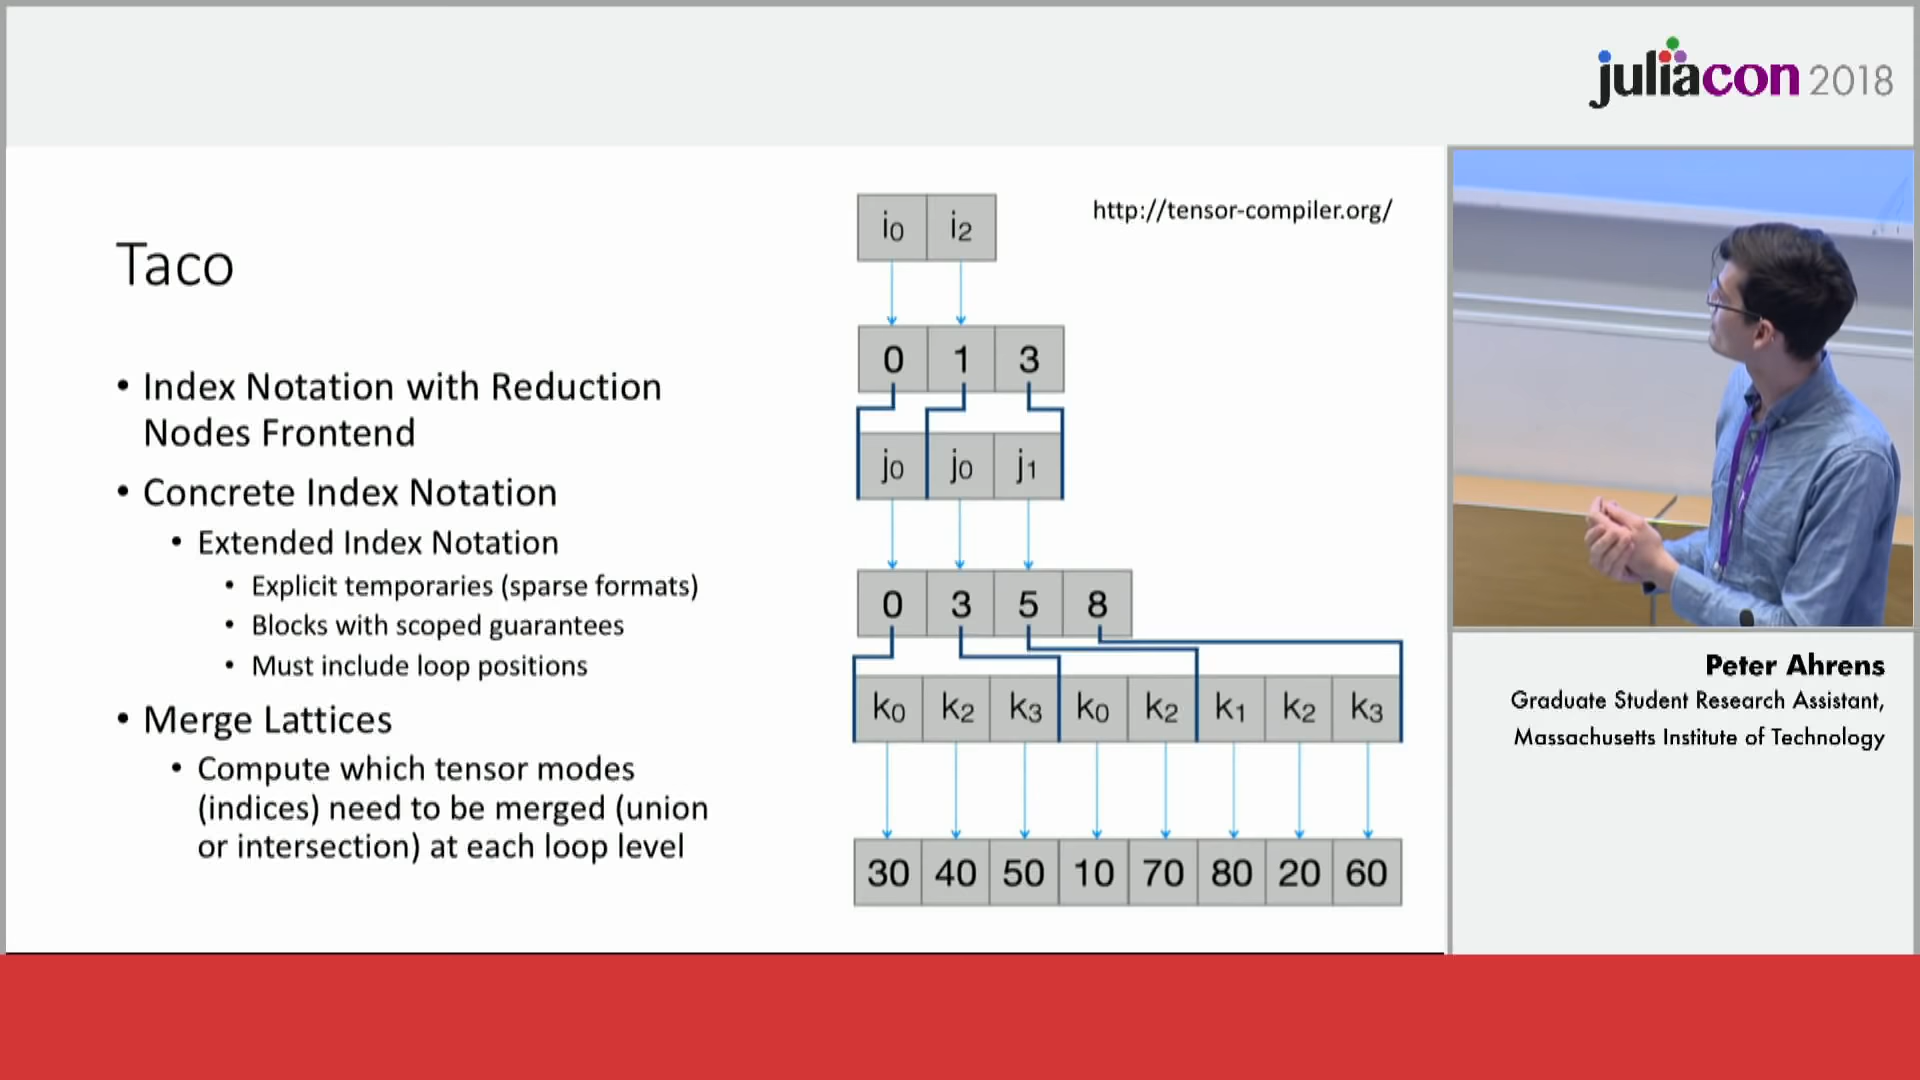 juliacon 2018
http://tensor-compiler.org/
Taco
• Index Notation with Reduction
Nodes Frontend
• Concrete Index Notation
• Extended Index Notation
• Explicit temporaries (sparse formats)
• Blocks with scoped guarantees
• Must include loop positions
• Merge Lattices
• Compute which tensor modes
(indices) need to be merged (union
or intersection) at each loop level
i0 i2
0 1 3
j0 j0 j1
0 3 5 8
k0 k2 k3 k0 k2 k1 k2 k3
30 40 50 10 70 80 20 60
Peter Ahrens
Graduate Student Research Assistant,
Massachusetts Institute of Technology